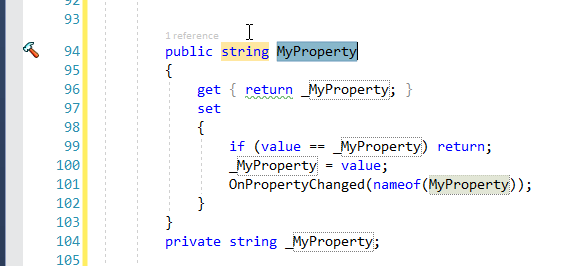 92
93
1 reference
94 public string MyProperty
95 {
96 get { return _MyProperty; }
97 set
98 {
99 if (value == _MyProperty) return;
100 _MyProperty = value;
101 OnPropertyChanged(nameof(MyProperty));
102 }
103 }
104 private string _MyProperty;
105